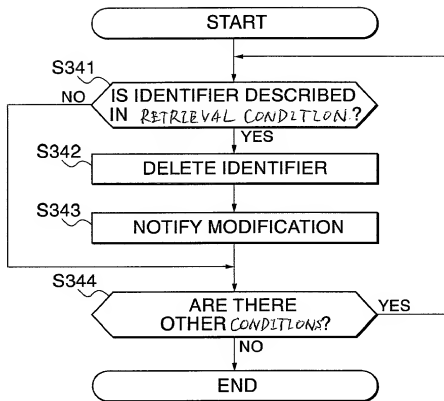 START
S341
NO
IS IDENTIFIER DESCRIBED
IN RETRIEVAL CONDITION?
YES
S342
DELETE IDENTIFIER
S343
NOTIFY MODIFICATION
S344
ARE THERE
OTHER CONDITIONS?
YES
NO
END